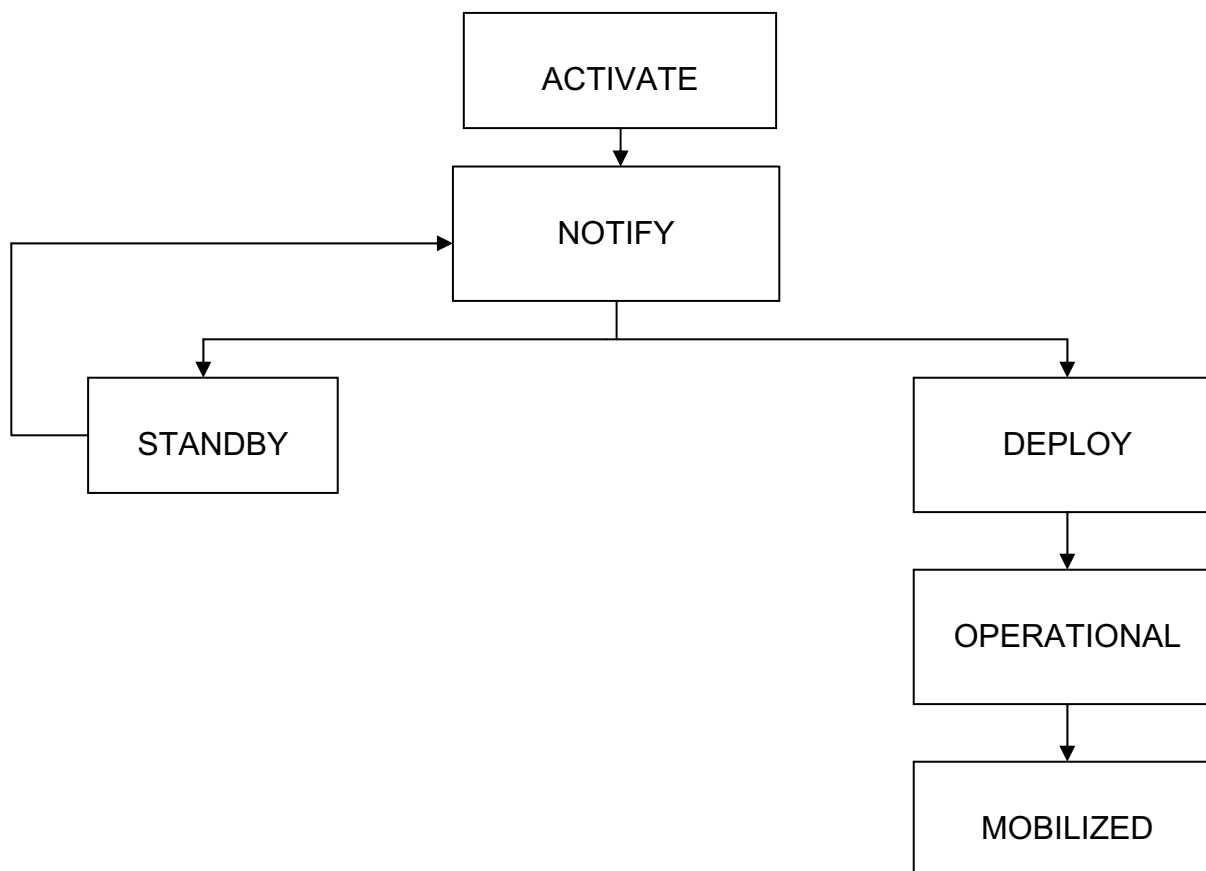 ACTIVATE
NOTIFY
STANDBY
DEPLOY
OPERATIONAL
MOBILIZED